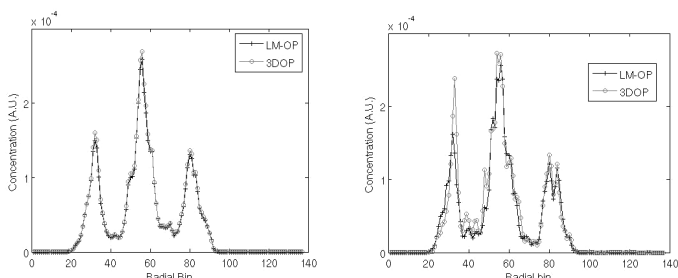 x 10⁻⁴
LM-OP
3DOP
Concentration (A.U.)
2
1
0
0 20 40 60 80 100 120 140
Radial Bin
x 10⁻⁴
LM-OP
3DOP
Concentration (A.U.)
2
1
0
0 20 40 60 80 100 120 140
Radial bin